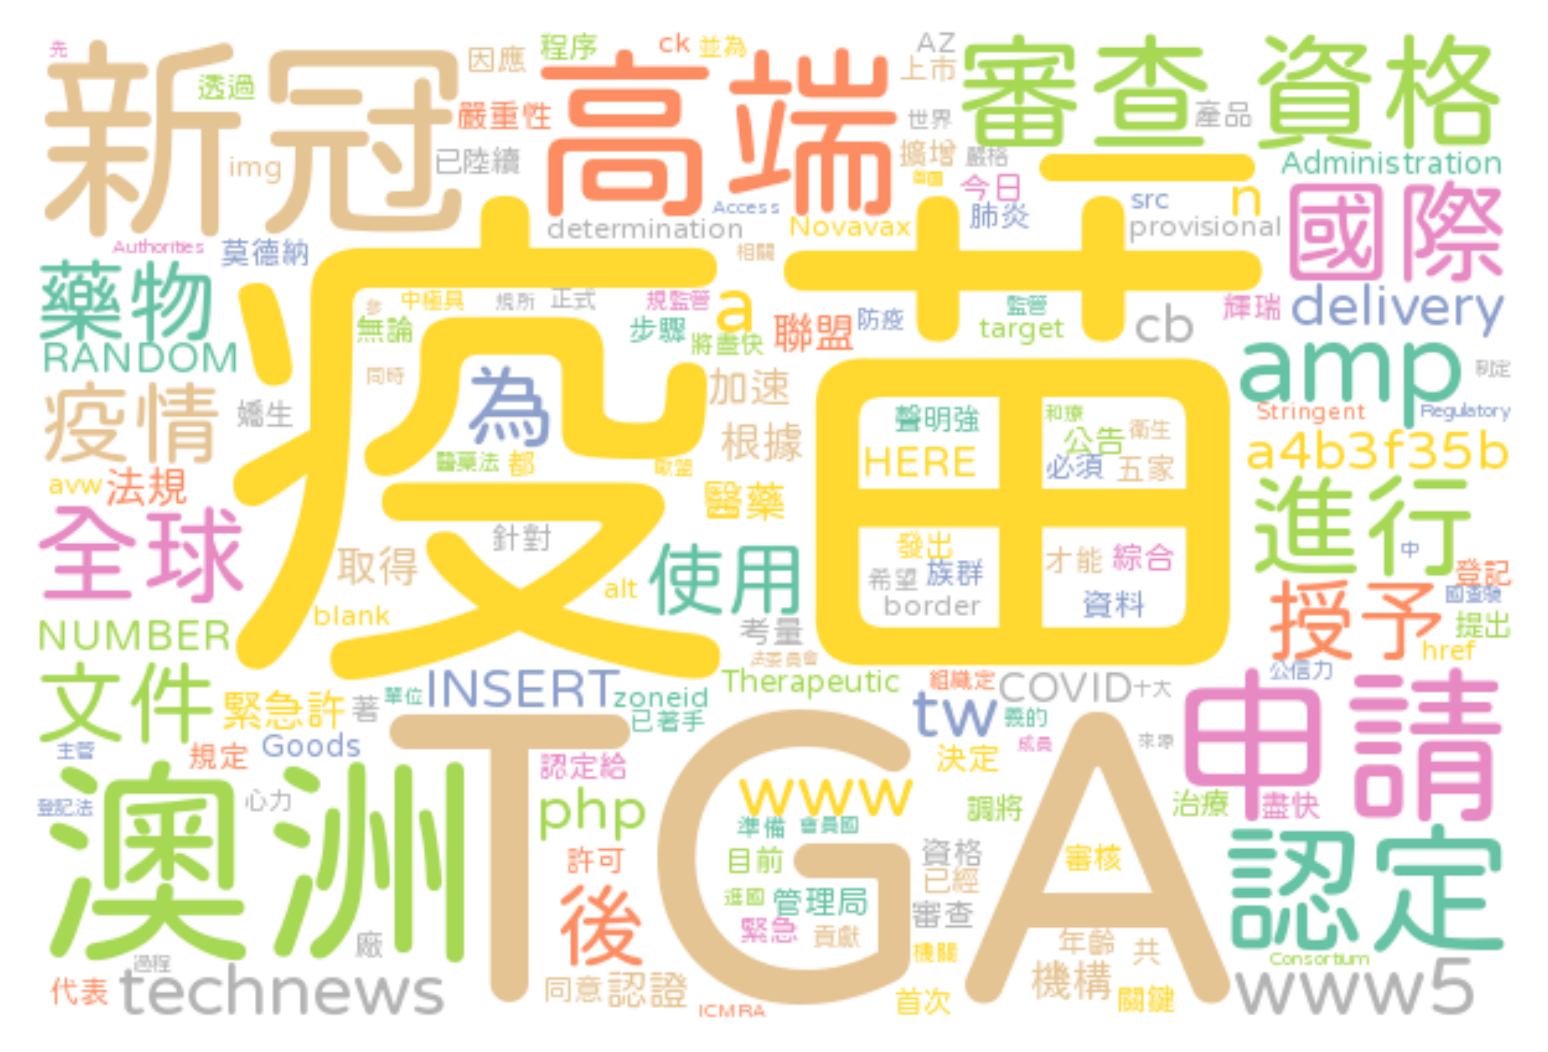 先
新冠
透過
因應
程序
ck
並為
AZ
上市
審查資格
高端
嚴重性
世界
產品
img
已陸續
擴增
嚴格
Administration
今日
n
src
國際
Access
determination
Novavax
肺炎
provisional
Authorities
莫德納
相關
疫苗
藥物
中極具
規所
正式
規監管
a
監管
輝瑞
delivery
無論
步驟
將盡快
聯盟
防疫
target
cb
RANDOM
amp
制定
同時
為
加速
疫情
嬌生
聲明強
和療
Stringent
Regulatory
公告
衛生
根據
HERE
必須
五家
a4b3f35b
醫藥法
都
歐盟
avw
法規
醫藥
進行
全球
針對
發出
中
取得
使用
希望
族群
才能
綜合
登記
alt
border
資料
授予
blank
NUMBER
考量
提出
href
文件
法委員會
公信力
INSERT
Therapeutic
組織定
COVID
十大
申請
緊急許
著
單位
zoneid
已著手
tw
義的
主管
規定
Goods
成員
來源
TGA
認定給
決定
澳洲
登記法
心力
php
www
調將
治療
盡快
準備
會員國
許可
目前
資格
審核
認定
已經
後
進國
管理局
審查
緊急
貢獻
廠
機關
年齡
共
Consortium
過程
代表
technews
同意
認證
機構
www5
ICMRA
首次
關鍵